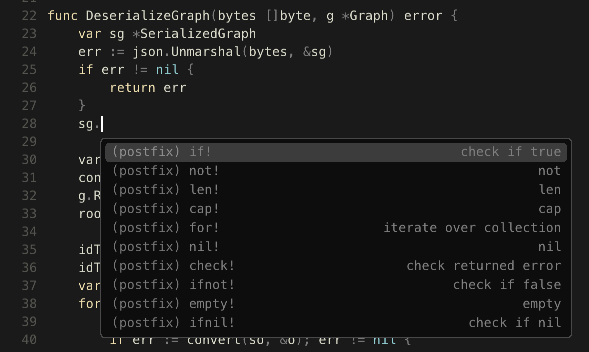 22 func DeserializeGraph(bytes []byte, g *Graph) error {
23 var sg *SerializedGraph
24 err := json.Unmarshal(bytes, &sg)
25 if err != nil {
26 return err
27 }
28 sg.
29 (postfix) if! check if true
30 var (postfix) not! not
31 con (postfix) len! len
32 g.R (postfix) cap! cap
33 roo (postfix) for! iterate over collection
34 (postfix) nil! nil
35 idT (postfix) check! check returned error
36 idT (postfix) ifnot! check if false
37 var (postfix) empty! empty
38 for (postfix) ifnil! check if nil
39
40 if err := convert(so, &o); err != nil {